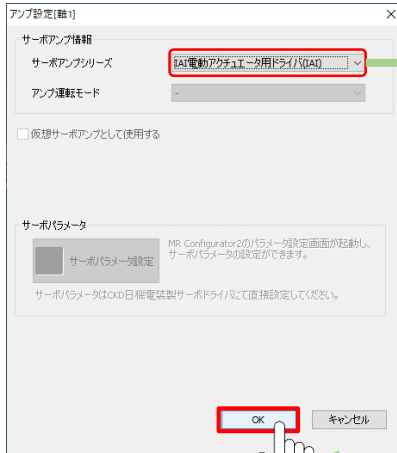 アンプ設定[軸1]
サーボアンプ情報
サーボアンプシリーズ
IAI電動アクチュエータ用ドライバ(IAI)
アンプ運転モード
-
仮想サーボアンプとして使用する
サーボパラメータ
サーボパラメータ設定
MR Configurator2のパラメータ設定画面が起動し、
サーボパラメータの設定ができます。
サーボパラメータはCKD日機電装製サーボドライバにて直接設定してください。
OK
キャンセル